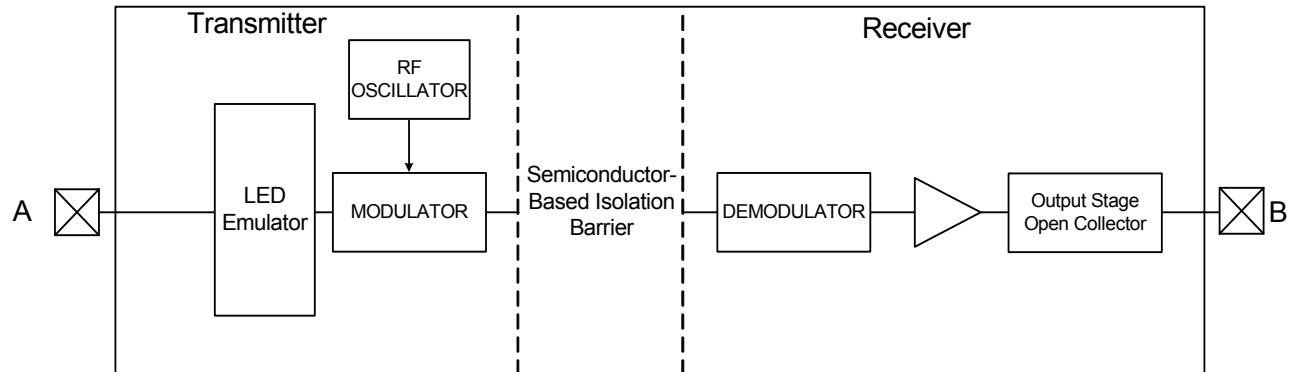 Transmitter
Receiver
RF
OSCILLATOR
A
LED
Emulator
MODULATOR
Semiconductor-
Based Isolation
Barrier
DEMODULATOR
Output Stage
Open Collector
B